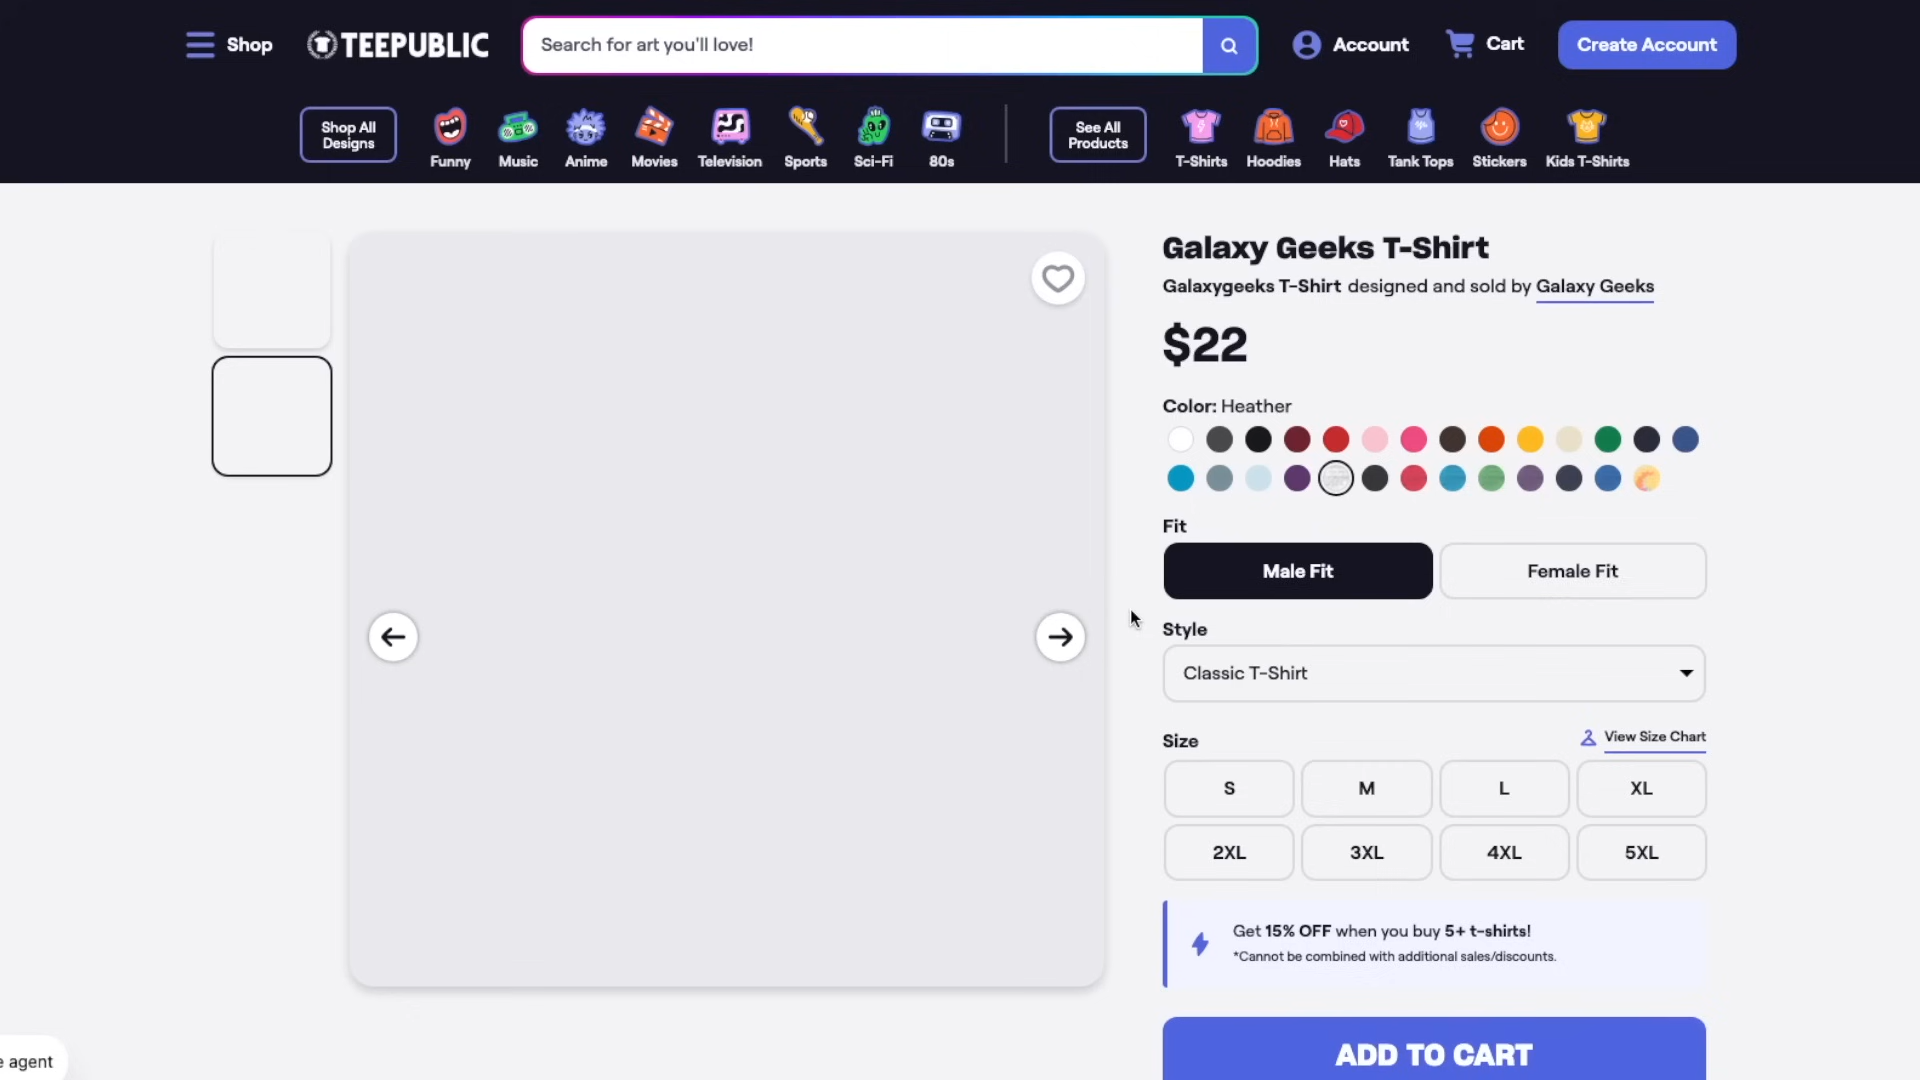 Shop
TEEPUBLIC
Search for art you'll love!
Account
Cart
Create Account
Shop All
Designs
Funny
Music
Anime
Movies
Television
Sports
Sci-Fi
80s
See All
Products
T-Shirts
Hoodies
Hats
Tank Tops
Stickers
Kids T-Shirts
Galaxy Geeks T-Shirt
Galaxygeeks T-Shirt designed and sold by Galaxy Geeks
$22
Color: Heather
Fit
Male Fit
Female Fit
Style
Classic T-Shirt
Size
View Size Chart
S
M
L
XL
2XL
3XL
4XL
5XL
Get 15% OFF when you buy 5+ t-shirts!
*Cannot be combined with additional sales/discounts.
ADD TO CART
e agent